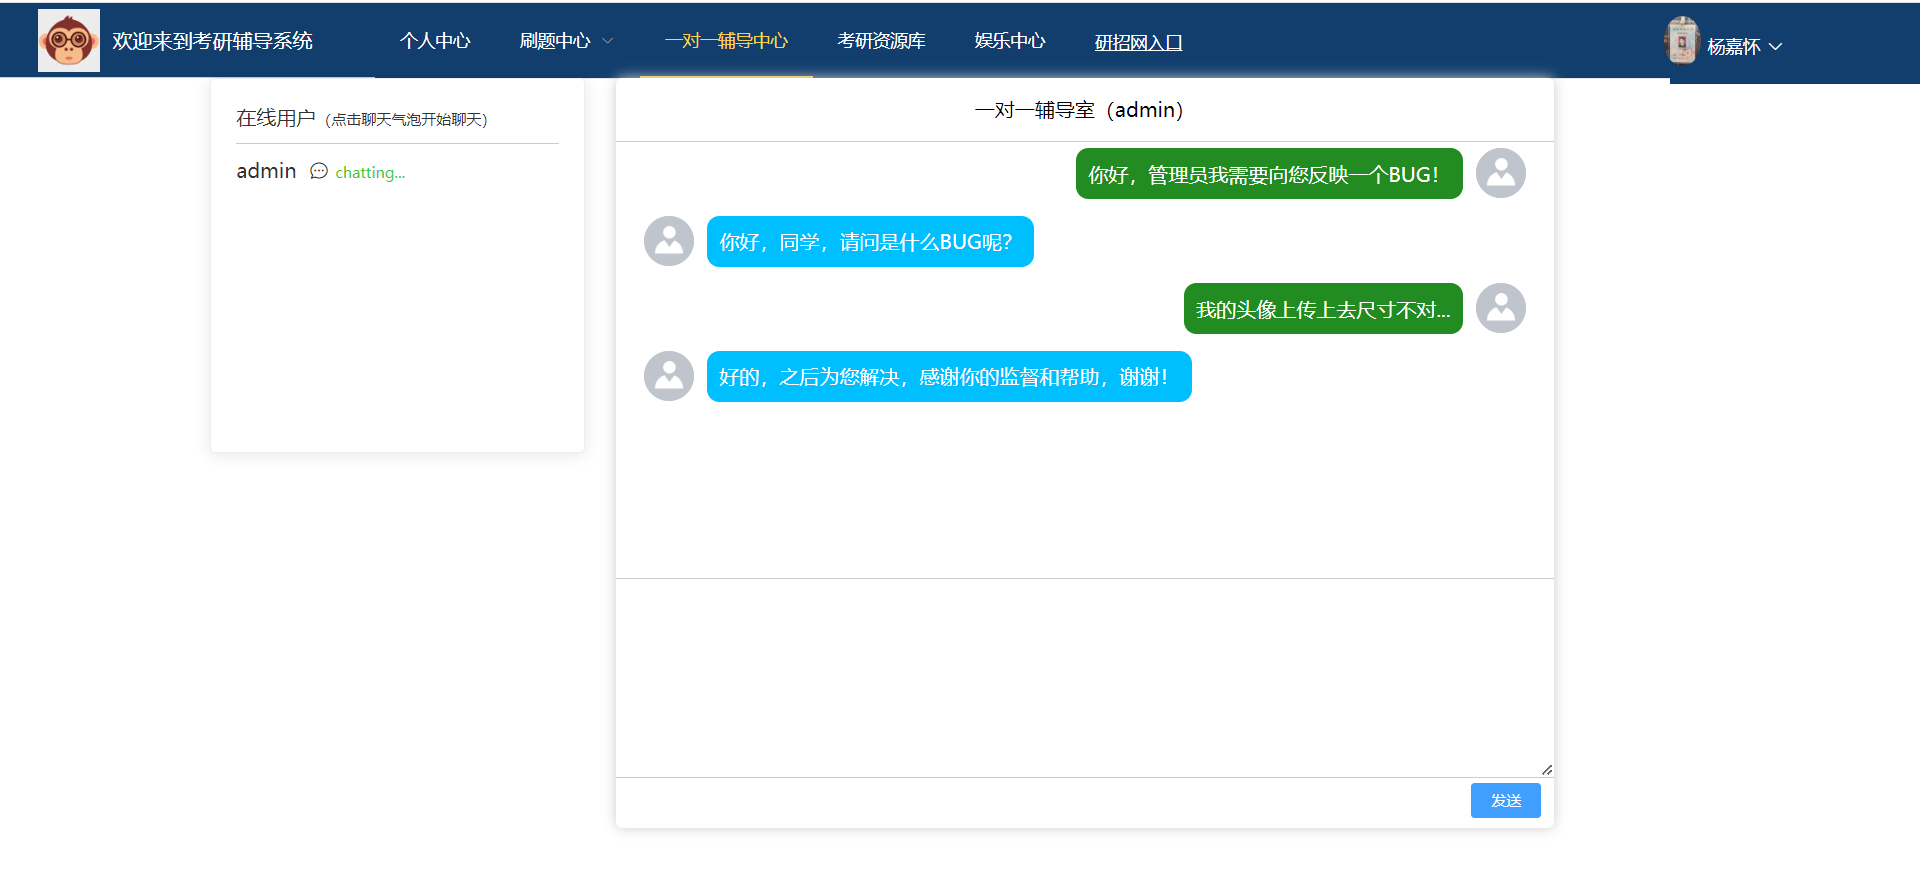 欢迎来到考研辅导系统
个人中心
刷题中心
一对一辅导中心
考研资源库
娱乐中心
研招网入口
杨嘉怀
在线用户（点击聊天气泡开始聊天）
admin chatting...
一对一辅导室（admin）
你好，管理员我需要向您反映一个BUG！
你好，同学，请问是什么BUG呢？
我的头像上传上去尺寸不对...
好的，之后为您解决，感谢你的监督和帮助，谢谢！
发送